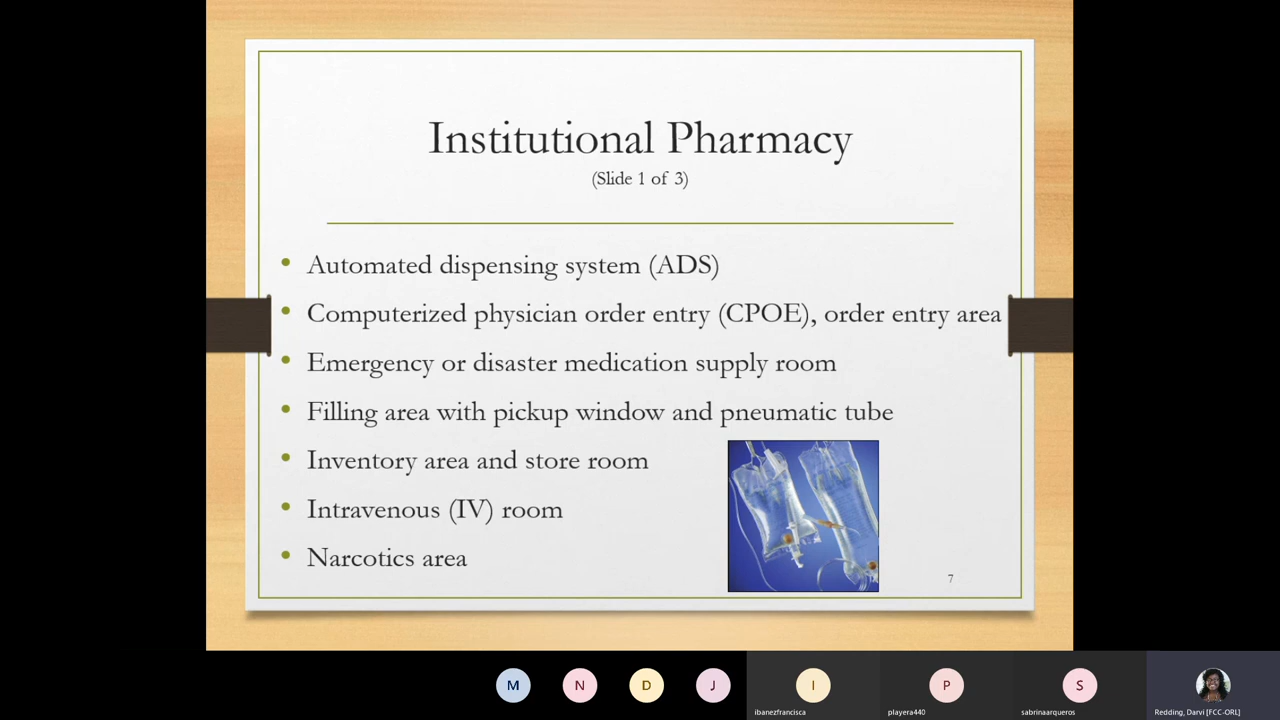 Institutional Pharmacy
(Slide 1 of 3)
• Automated dispensing system (ADS)
• Computerized physician order entry (CPOE), order entry area
• Emergency or disaster medication supply room
• Filling area with pickup window and pneumatic tube
• Inventory area and store room
• Intravenous (IV) room
• Narcotics area
7
M N D J I P S
ibanezfrancisca playera440 sabrinaarqueros Redding, Darvi [FCC-ORL]